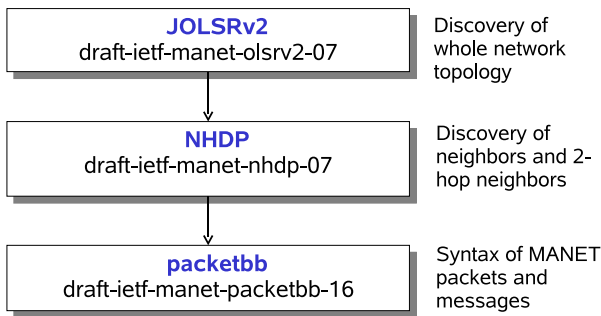 JOLSRv2
draft-ietf-manet-olsrv2-07
Discovery of
whole network
topology
NHDP
draft-ietf-manet-nhdp-07
Discovery of
neighbors and 2-
hop neighbors
packetbb
draft-ietf-manet-packetbb-16
Syntax of MANET
packets and
messages